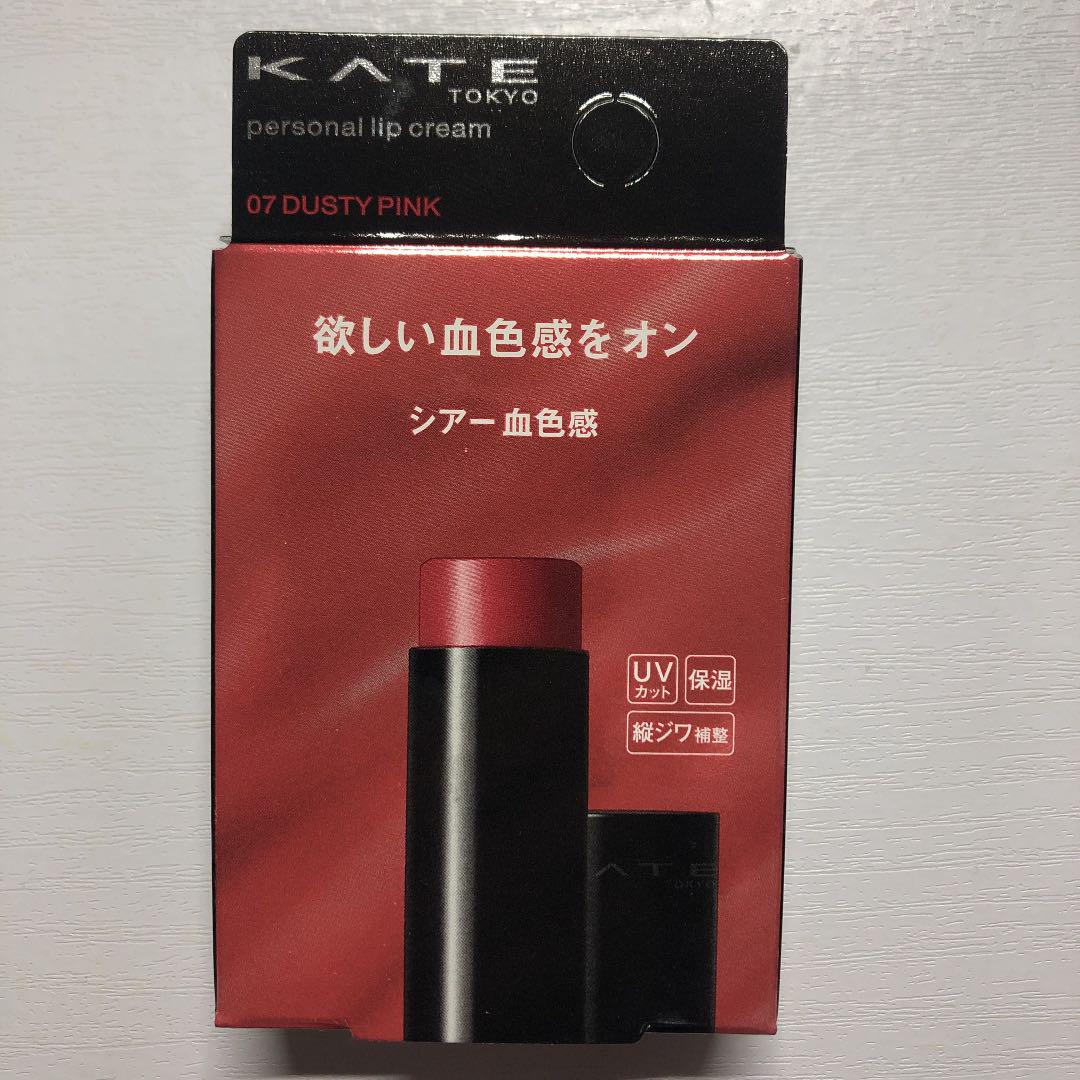 KATE
TOKYO
personal lip cream
07 DUSTY PINK
欲しい血色感をオン
シアー血色感
UV
カット
保湿
縦ジワ補整
ATE
TOKYO